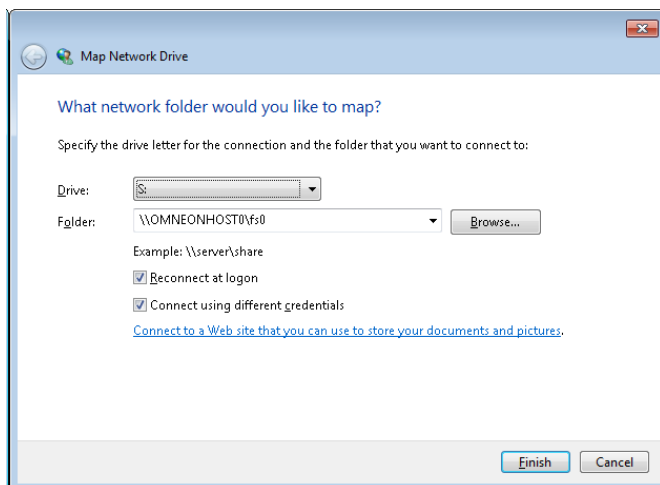 Map Network Drive
What network folder would you like to map?
Specify the drive letter for the connection and the folder that you want to connect to:
Drive: S:
Folder: \\OMNEONHOST0\fs0 Browse...
Example: \\server\share
Reconnect at logon
Connect using different credentials
Connect to a Web site that you can use to store your documents and pictures.
Finish Cancel